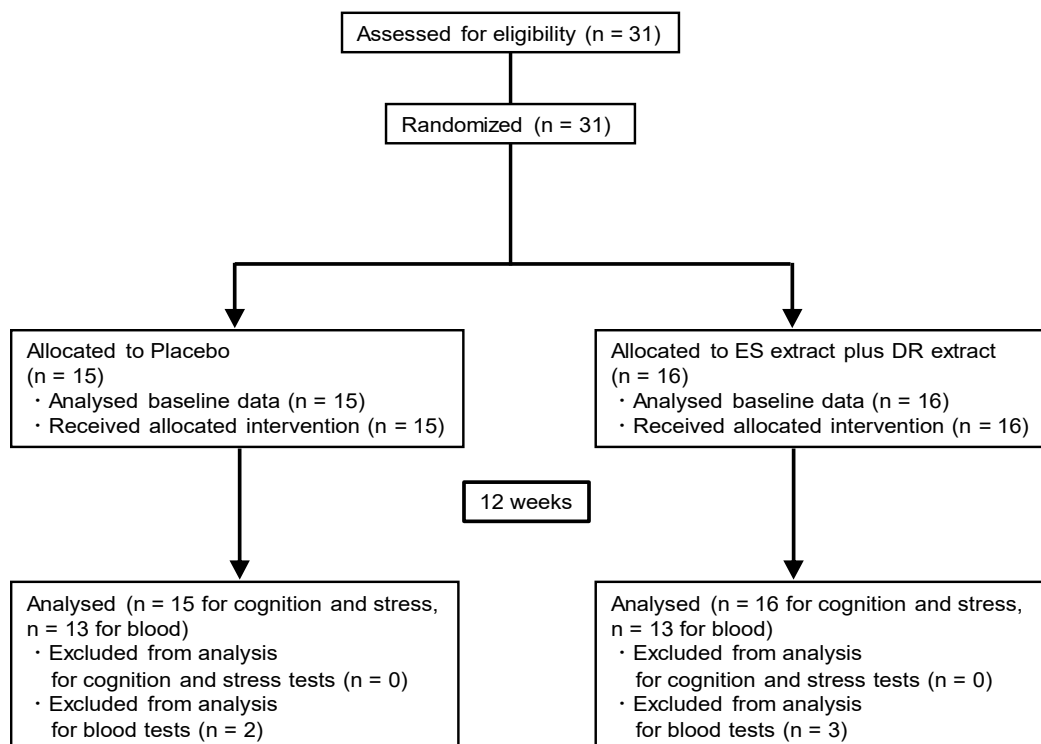 Assessed for eligibility (n = 31)
Randomized (n = 31)
Allocated to Placebo
(n = 15)
・Analysed baseline data (n = 15)
・Received allocated intervention (n = 15)
Allocated to ES extract plus DR extract
(n = 16)
・Analysed baseline data (n = 16)
・Received allocated intervention (n = 16)
12 weeks
Analysed (n = 15 for cognition and stress,
n = 13 for blood)
・Excluded from analysis
for cognition and stress tests (n = 0)
・Excluded from analysis
for blood tests (n = 2)
Analysed (n = 16 for cognition and stress,
n = 13 for blood)
・Excluded from analysis
for cognition and stress tests (n = 0)
・Excluded from analysis
for blood tests (n = 3)